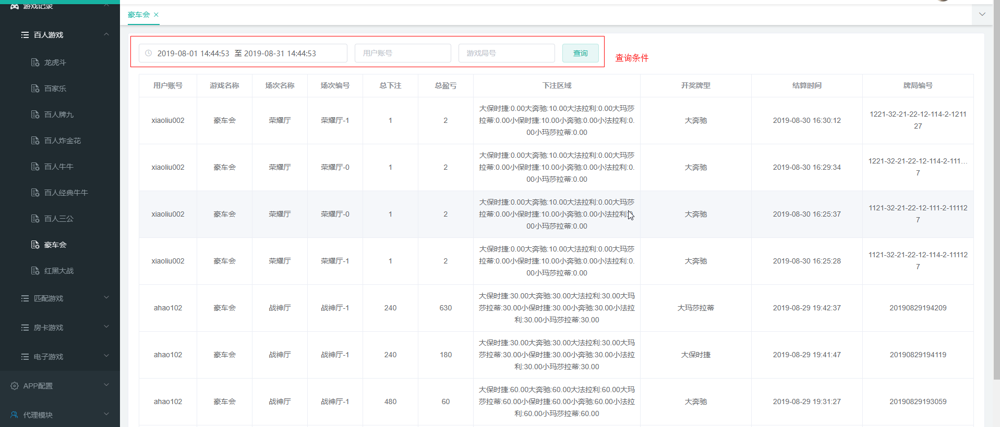 游戏记录
百人游戏
龙虎斗
百家乐
百人牌九
百人炸金花
百人牛牛
百人经典牛牛
百人三公
豪车会
红黑大战
匹配游戏
房卡游戏
电子游戏
APP配置
代理模块
豪车会
2019-08-01 14:44:53 至 2019-08-31 14:44:53 用户账号 游戏局号 查询
查询条件
用户账号 游戏名称 场次名称 场次编号 总下注 总盈亏 下注区域 开奖牌型 结算时间 牌局编号
大保时捷:0.00大奔驰:10.00大法拉利:0.00大玛莎
xiaoliu002 豪车会 荣耀厅 荣耀厅-1 1 2 拉蒂:0.00小保时捷:10.00小奔驰:0.00小法拉利:0. 大奔驰 2019-08-30 16:30:12 1221-32-21-22-12-114-2-1211
00小玛莎拉蒂:0.00 27
大保时捷:0.00大奔驰:10.00大法拉利:0.00大玛莎
xiaoliu002 豪车会 荣耀厅 荣耀厅-0 1 2 拉蒂:0.00小保时捷:10.00小奔驰:0.00小法拉利:0. 大奔驰 2019-08-30 16:29:34 1221-32-21-22-12-114-2-111...
00小玛莎拉蒂:0.00 7
大保时捷:0.00大奔驰:10.00大法拉利:0.00大玛莎
xiaoliu002 豪车会 荣耀厅 荣耀厅-0 1 2 拉蒂:0.00小保时捷:10.00小奔驰:0.00小法拉利:0. 大奔驰 2019-08-30 16:25:37 1121-32-21-22-12-111-2-11112
00小玛莎拉蒂:0.00 7
大保时捷:0.00大奔驰:10.00大法拉利:0.00大玛莎
xiaoliu002 豪车会 荣耀厅 荣耀厅-1 1 2 拉蒂:0.00小保时捷:10.00小奔驰:0.00小法拉利:0. 大奔驰 2019-08-30 16:25:28 1121-32-21-22-12-114-2-11112
00小玛莎拉蒂:0.00 7
大保时捷:30.00大奔驰:30.00大法拉利:30.00大玛
ahao102 豪车会 战神厅 战神厅-1 240 630 莎拉蒂:30.00小保时捷:30.00小奔驰:30.00小法拉 大玛莎拉蒂 2019-08-29 19:42:37 20190829194209
利:30.00小玛莎拉蒂:30.00
大保时捷:30.00大奔驰:30.00大法拉利:30.00大玛
ahao102 豪车会 战神厅 战神厅-1 240 180 莎拉蒂:30.00小保时捷:30.00小奔驰:30.00小法拉 大保时捷 2019-08-29 19:41:47 20190829194119
利:30.00小玛莎拉蒂:30.00
大保时捷:60.00大奔驰:60.00大法拉利:60.00大玛
ahao102 豪车会 战神厅 战神厅-1 480 60 莎拉蒂:60.00小保时捷:60.00小奔驰:60.00小法拉 大奔驰 2019-08-29 19:31:27 20190829193059
利:60.00小玛莎拉蒂:60.00